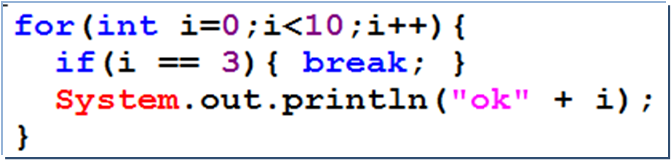 for(int i=0;i<10;i++){
if(i == 3){ break; }
System.out.println("ok" + i);
}